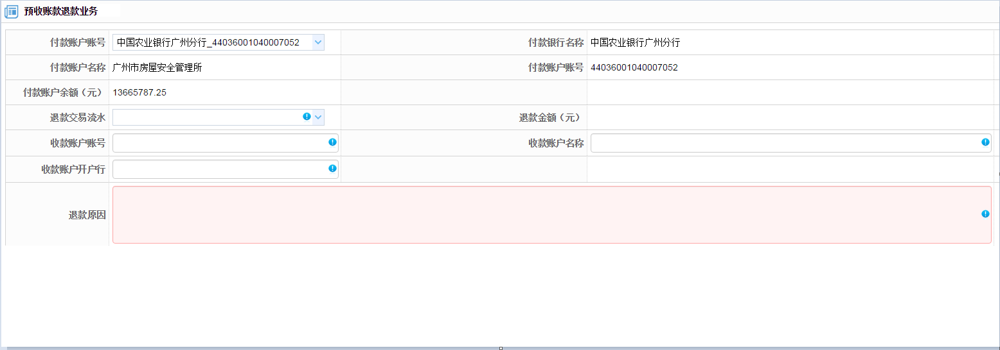 预收账款退款业务
付款账户账号 中国农业银行广州分行_44036001040007052 付款银行名称 中国农业银行广州分行
付款账户名称 广州市房屋安全管理所 付款账户账号 44036001040007052
付款账户余额（元） 13665787.25
退款交易流水 退款金额（元）
收款账户账号 收款账户名称
收款账户开户行
退款原因